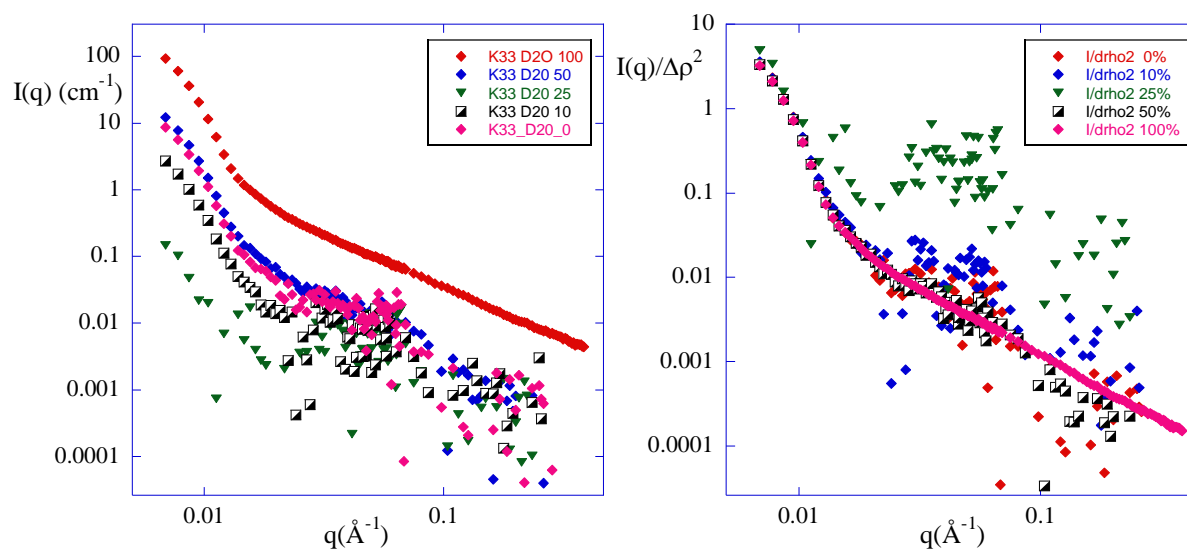 100
10
1
0.1
0.01
0.001
0.0001
I(q) (cm⁻¹)
K33 D2O 100
K33 D20 50
K33 D20 25
K33 D20 10
K33_D20_0
0.01
0.1
q(Å⁻¹)
10
1
0.1
0.01
0.001
0.0001
I(q)/Δρ²
I/drho2 0%
I/drho2 10%
I/drho2 25%
I/drho2 50%
I/drho2 100%
0.01
0.1
q(Å⁻¹)